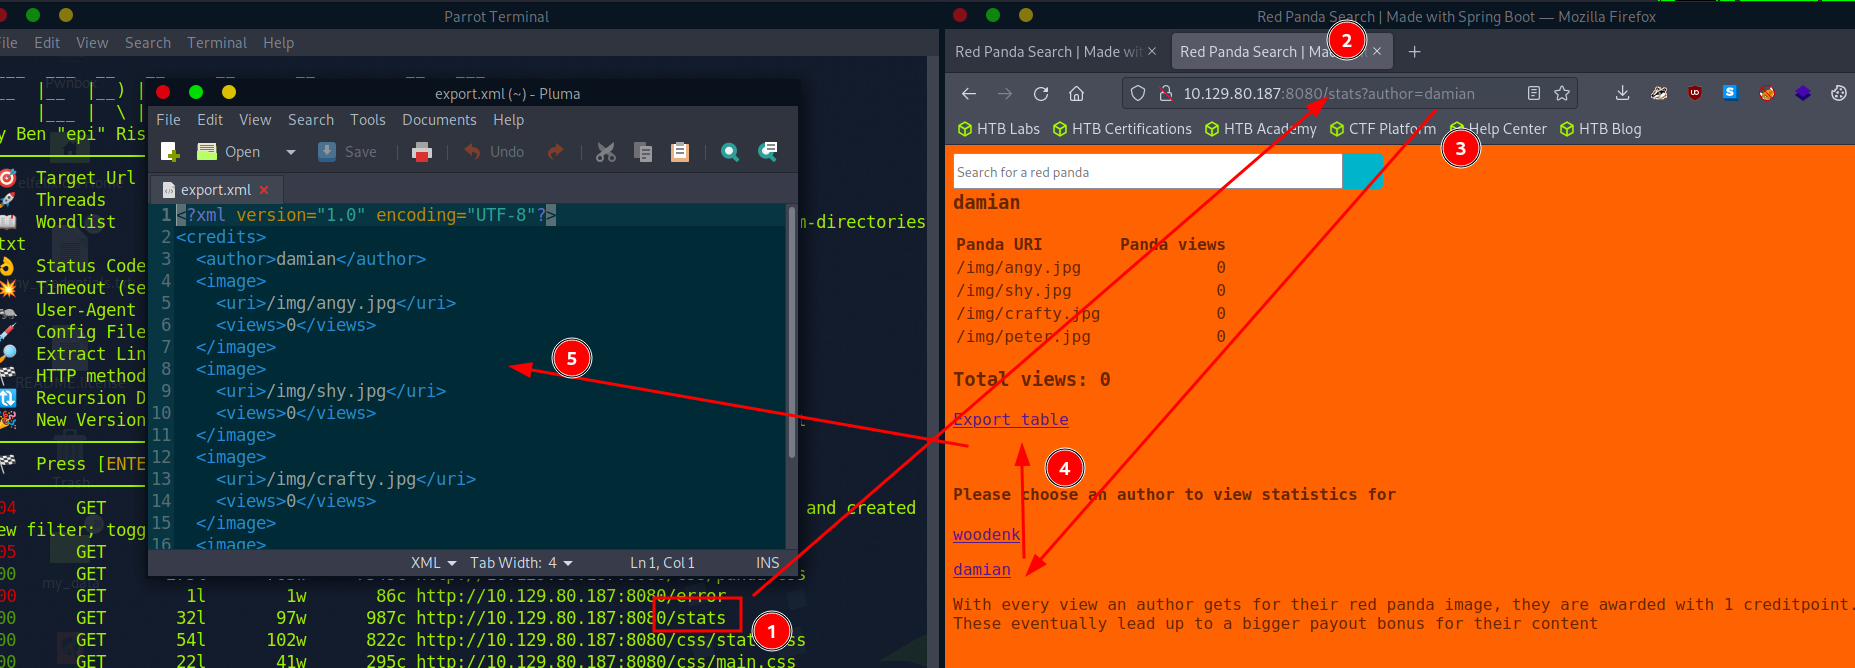 Parrot Terminal
File Edit View Search Terminal Help
by Ben "epi" Ris
Target Url
Threads
Wordlist
m-directories
txt
Status Code
Timeout (se
User-Agent
Config File
Extract Lin
HTTP method
Recursion D
New Version
Press [ENTE
04 GET
and created
ew filter; togg
05 GET
00 GET
00 GET 1l 1w 86c http://10.129.80.187:8080/error
00 GET 32l 97w 987c http://10.129.80.187:8080/stats
00 GET 54l 102w 822c http://10.129.80.187:8080/css/stats.css
00 GET 22l 41w 295c http://10.129.80.187:8080/css/main.css
README.license
Trash
my_data
export.xml (~) - Pluma
File Edit View Search Tools Documents Help
Open Save Undo
export.xml
1 <?xml version="1.0" encoding="UTF-8"?>
2 <credits>
3 <author>damian</author>
4 <image>
5 <uri>/img/angy.jpg</uri>
6 <views>0</views>
7 </image>
8 <image>
9 <uri>/img/shy.jpg</uri>
10 <views>0</views>
11 </image>
12 <image>
13 <uri>/img/crafty.jpg</uri>
14 <views>0</views>
15 </image>
16 <image>
XML Tab Width: 4 Ln 1, Col 1 INS
Red Panda Search | Made with Spring Boot — Mozilla Firefox
Red Panda Search | Made wit
Red Panda Search | Ma
10.129.80.187:8080/stats?author=damian
HTB Labs HTB Certifications HTB Academy CTF Platform Help Center HTB Blog
Search for a red panda
damian
Panda URI Panda views
/img/angy.jpg 0
/img/shy.jpg 0
/img/crafty.jpg 0
/img/peter.jpg 0
Total views: 0
Export table
Please choose an author to view statistics for
woodenk
damian
With every view an author gets for their red panda image, they are awarded with 1 creditpoint.
These eventually lead up to a bigger payout bonus for their content
1
2
3
4
5